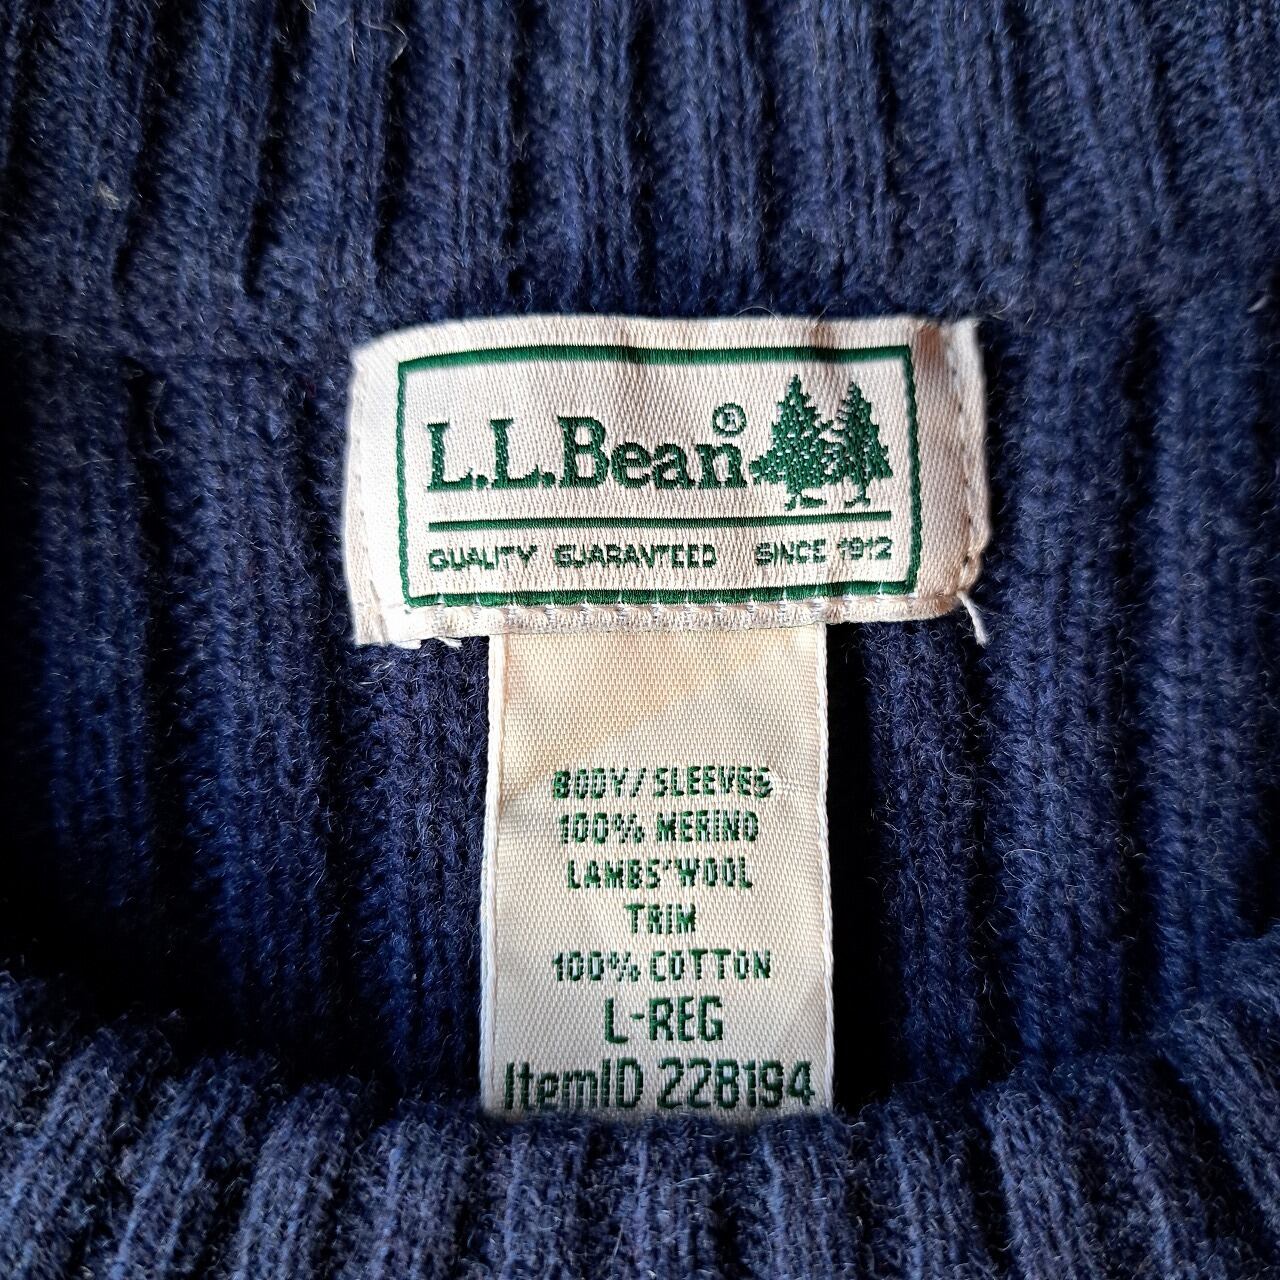 L.L.Bean®
QUALITY GUARANTEED SINCE 1912
BODY/SLEEVES
100% MERINO
LAMBS'WOOL
TRIM
100% COTTON
L-REG
ItemID 228194